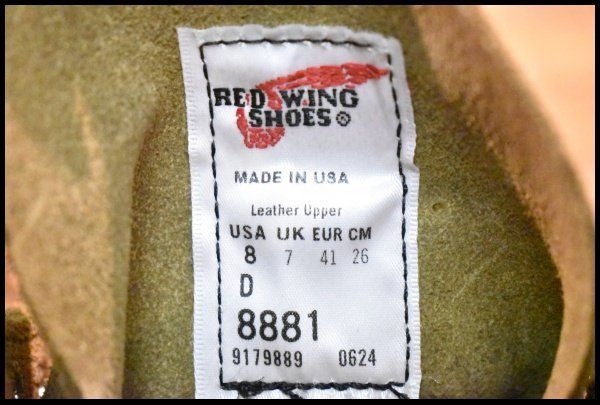 RED WING
SHOES®
MADE IN USA
Leather Upper
USA UK EUR CM
8 7 41 26
D
8881
9179889 0624